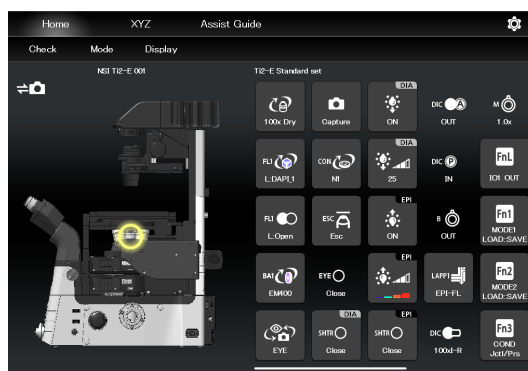 Home XYZ Assist Guide
Check Mode Display
NSI Ti2-E 001
Ti2-E Standard set
100x Dry
Capture
DIA
ON
DIC
OUT
M
1.0x
FL1
L:DAPI_1
CON
N1
DIA
25
DIC P
IN
FnL
IO1 OUT
FL1
L:Open
ESC
Esc
EPI
ON
B
OUT
Fn1
MODE1
LOAD::SAVE
BA1
EM400
EYE
Close
EPI
LAPP1
EPI-FL
Fn2
MODE2
LOAD::SAVE
EYE
DIA
SHTR
Close
EPI
SHTR
Close
DIC
100xI-R
Fn3
COND
Jctl/Prs